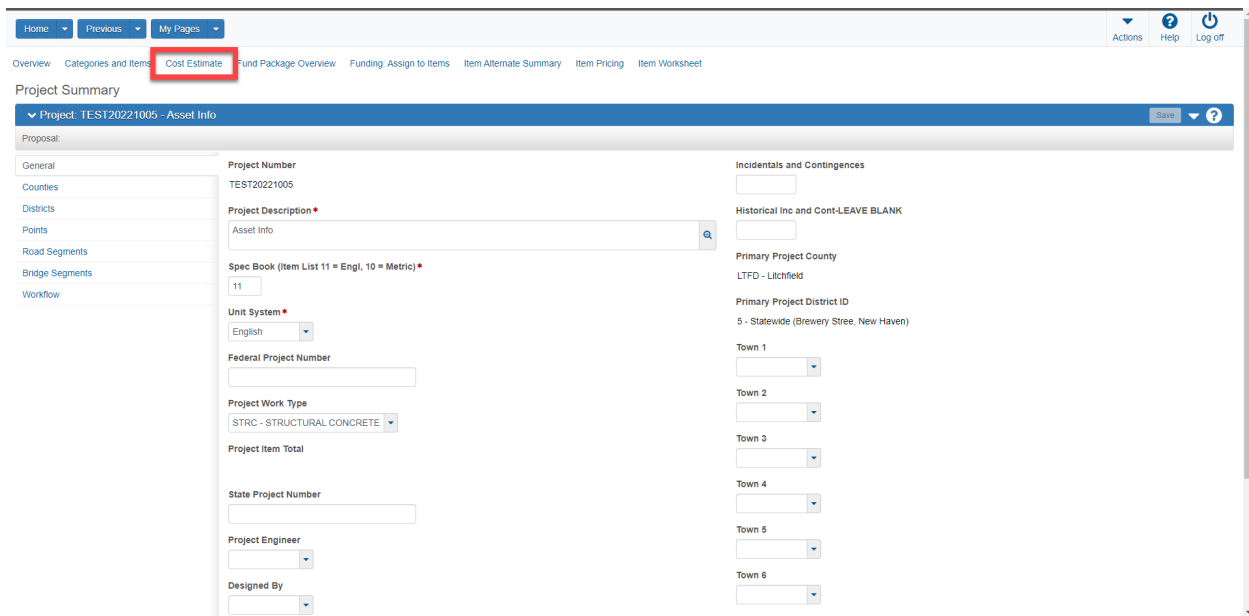 Home Previous My Pages Actions Help Log off
Overview Categories and Items Cost Estimate Fund Package Overview Funding: Assign to Items Item Alternate Summary Item Pricing Item Worksheet
Project Summary
Project: TEST20221005 - Asset Info Save
Proposal:
General
Counties
Districts
Points
Road Segments
Bridge Segments
Workflow
Project Number
TEST20221005
Project Description*
Asset Info
Spec Book (Item List 11 = Engl, 10 = Metric)*
11
Unit System*
English
Federal Project Number
Project Work Type
STRC - STRUCTURAL CONCRETE
Project Item Total
State Project Number
Project Engineer
Designed By
Incidentals and Contingences
Historical Inc and Cont-LEAVE BLANK
Primary Project County
LTFD - Litchfield
Primary Project District ID
5 - Statewide (Brewery Stree, New Haven)
Town 1
Town 2
Town 3
Town 4
Town 5
Town 6